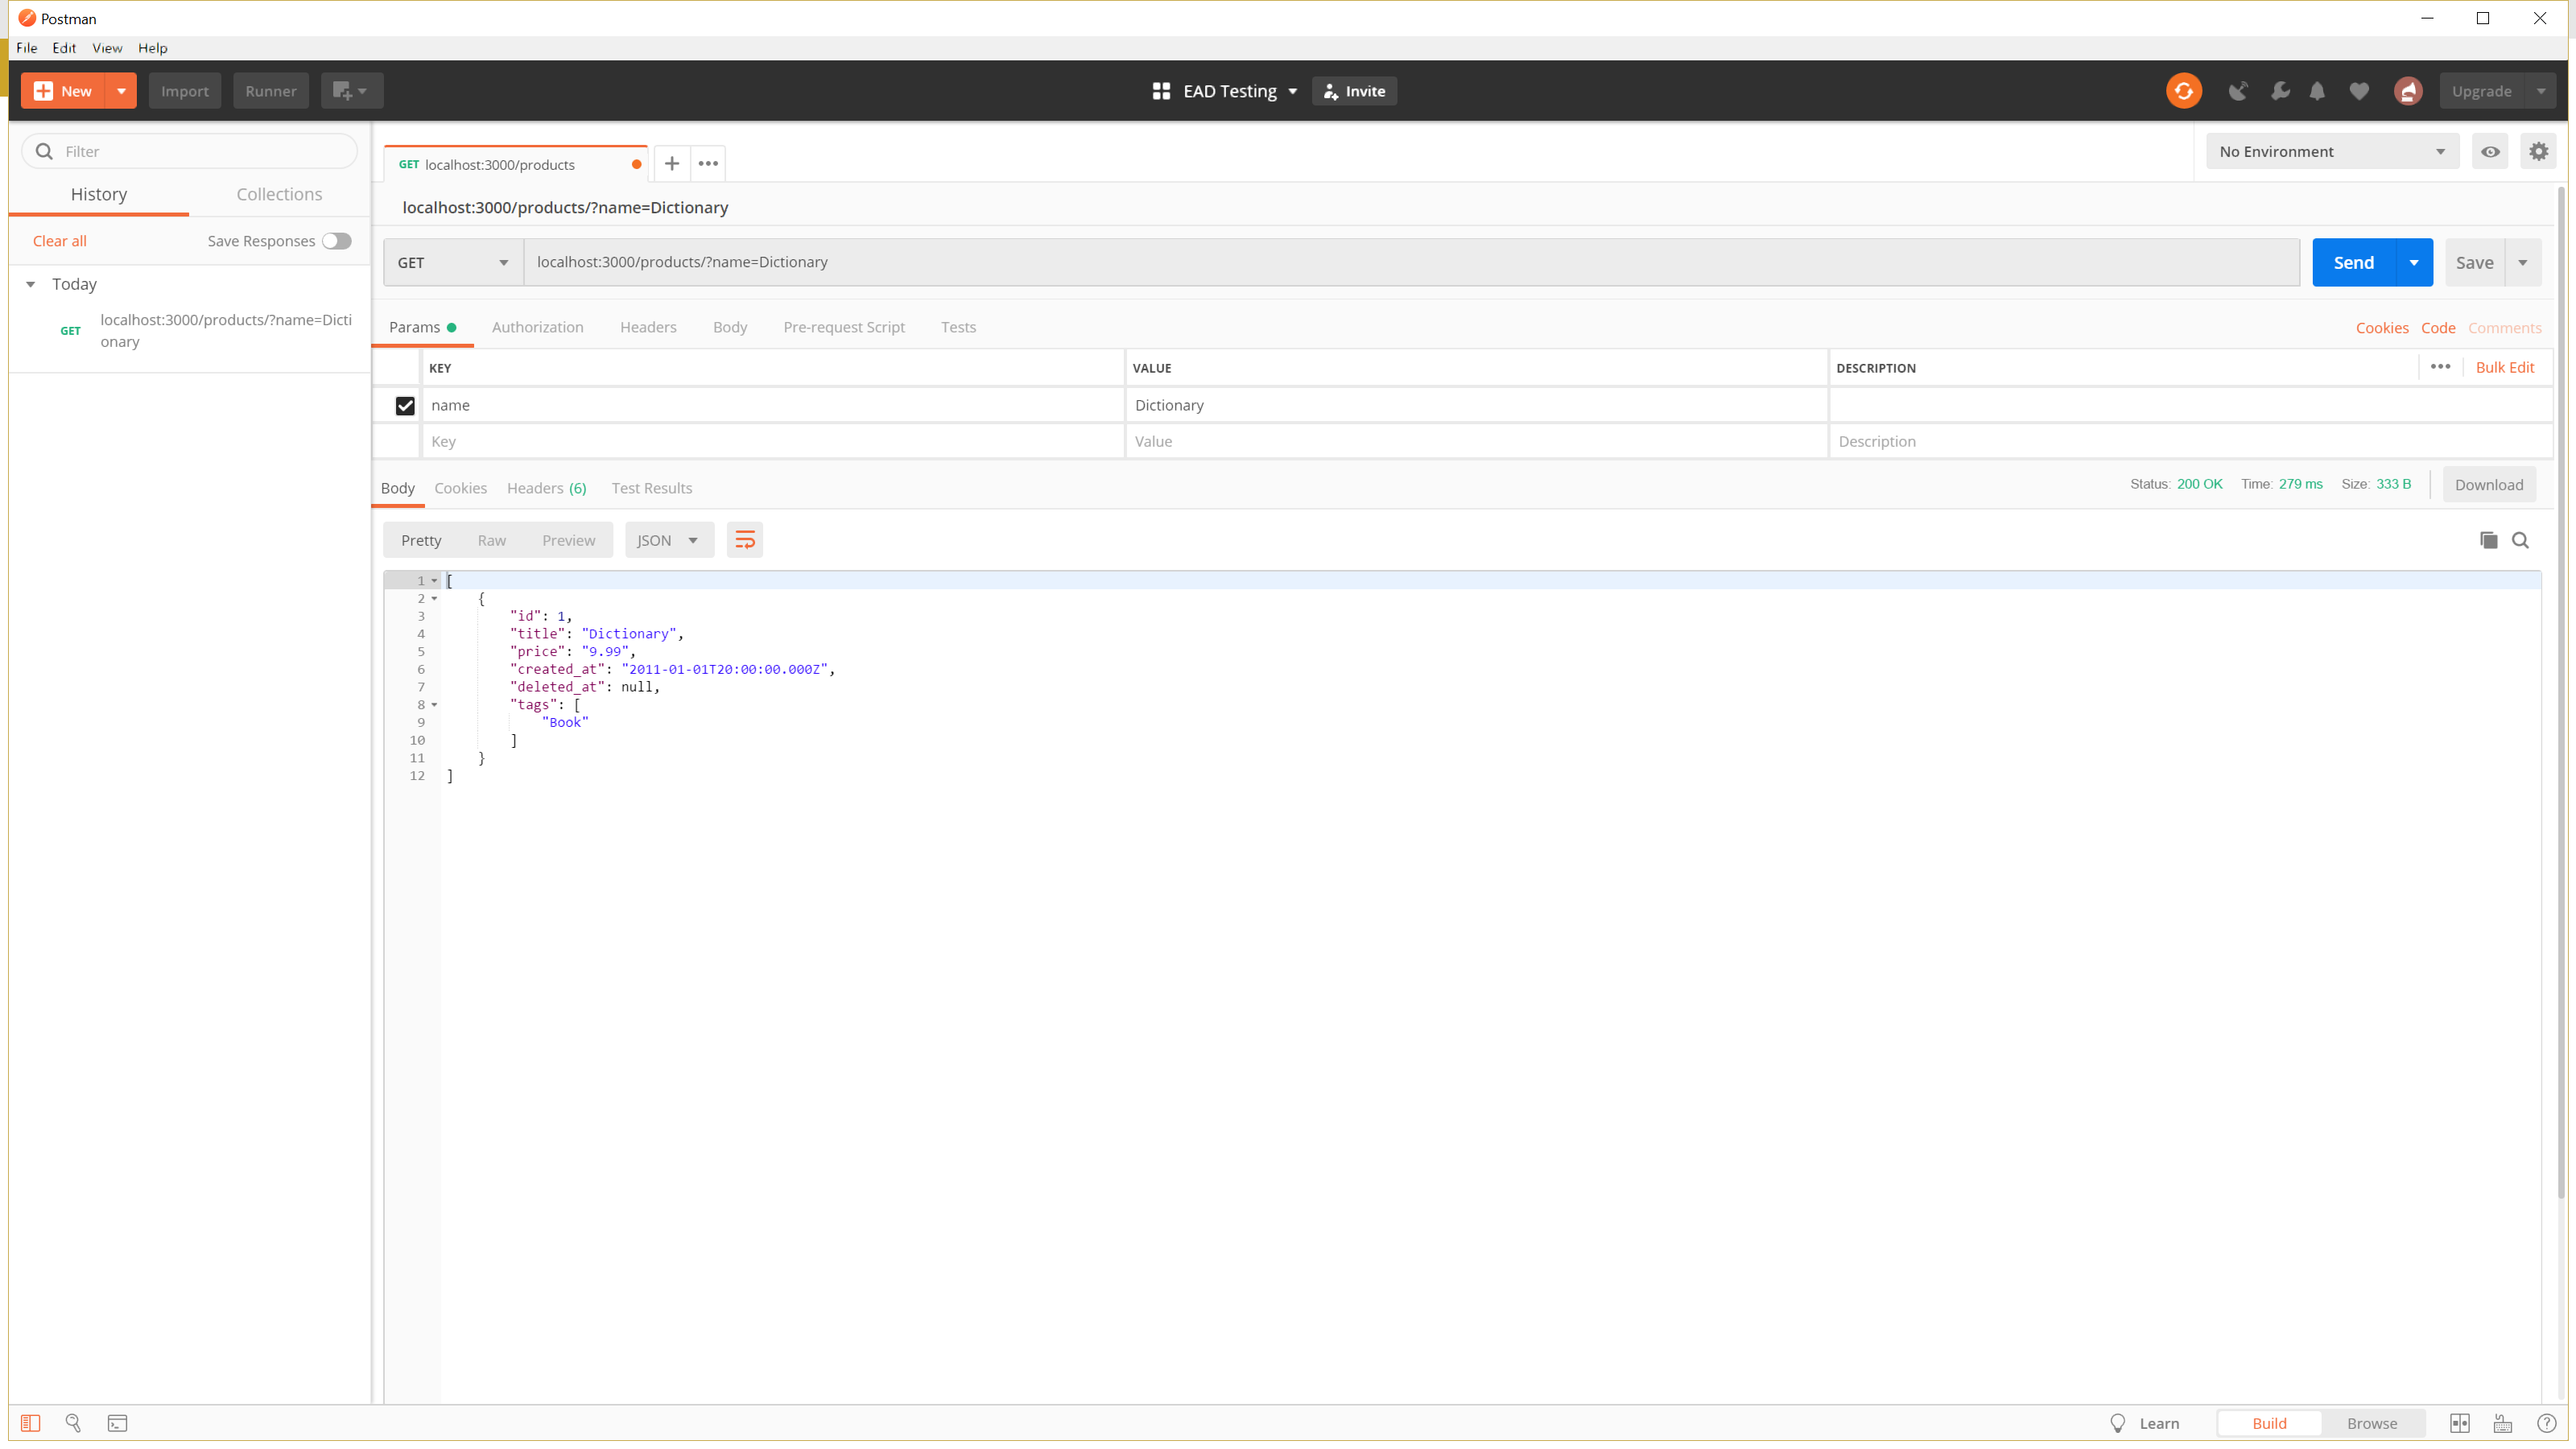 Postman
File Edit View Help
New Import Runner EAD Testing Invite Upgrade
Filter
History Collections
Clear all Save Responses
Today
GET localhost:3000/products/?name=Dicti
onary
GET localhost:3000/products
No Environment
localhost:3000/products/?name=Dictionary
GET localhost:3000/products/?name=Dictionary Send Save
Params Authorization Headers Body Pre-request Script Tests Cookies Code Comments
KEY VALUE DESCRIPTION Bulk Edit
name Dictionary
Key Value Description
Body Cookies Headers (6) Test Results Status: 200 OK Time: 279 ms Size: 333 B Download
Pretty Raw Preview JSON
1 [
2 {
3 "id": 1,
4 "title": "Dictionary",
5 "price": "9.99",
6 "created_at": "2011-01-01T20:00:00.000Z",
7 "deleted_at": null,
8 "tags": [
9 "Book"
10 ]
11 }
12 ]
Learn Build Browse